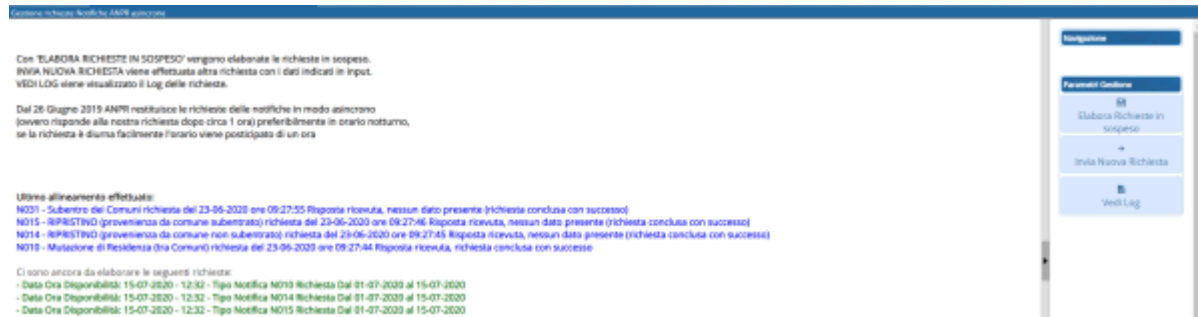 Gestione richieste Notifiche ANPR asincrone
Con 'ELABORA RICHIESTE IN SOSPESO' vengono elaborate le richieste in sospeso.
INVIA NUOVA RICHIESTA viene effettuata altra richiesta con i dati indicati in input.
VEDI LOG viene visualizzato il Log delle richieste.
Dal 26 Giugno 2019 ANPR restituisce le richieste delle notifiche in modo asincrono
(ovvero risponde alla nostra richiesta dopo circa 1 ora) preferibilmente in orario notturno,
se la richiesta è diurna facilmente l'orario viene posticipato di un ora
Ultimo allineamento effettuato:
N031 - Subentro dei Comuni richiesta del 23-06-2020 ore 09:27:55 Risposta ricevuta, nessun dato presente (richiesta conclusa con successo)
N015 - RIPRISTINO (provenienza da comune subentrato) richiesta del 23-06-2020 ore 09:27:46 Risposta ricevuta, nessun dato presente (richiesta conclusa con successo)
N014 - RIPRISTINO (provenienza da comune non subentrato) richiesta del 23-06-2020 ore 09:27:45 Risposta ricevuta, nessun dato presente (richiesta conclusa con successo)
N010 - Mutazione di Residenza (tra Comuni) richiesta del 23-06-2020 ore 09:27:44 Risposta ricevuta, richiesta conclusa con successo
Ci sono ancora da elaborare le seguenti richieste:
- Data Ora Disponibilità: 15-07-2020 - 12:32 - Tipo Notifica N010 Richiesta Dal 01-07-2020 al 15-07-2020
- Data Ora Disponibilità: 15-07-2020 - 12:32 - Tipo Notifica N014 Richiesta Dal 01-07-2020 al 15-07-2020
- Data Ora Disponibilità: 15-07-2020 - 12:32 - Tipo Notifica N015 Richiesta Dal 01-07-2020 al 15-07-2020
Navigazione
Parametri Gestione
Elabora Richieste in
sospeso
Invia Nuova Richiesta
Vedi Log